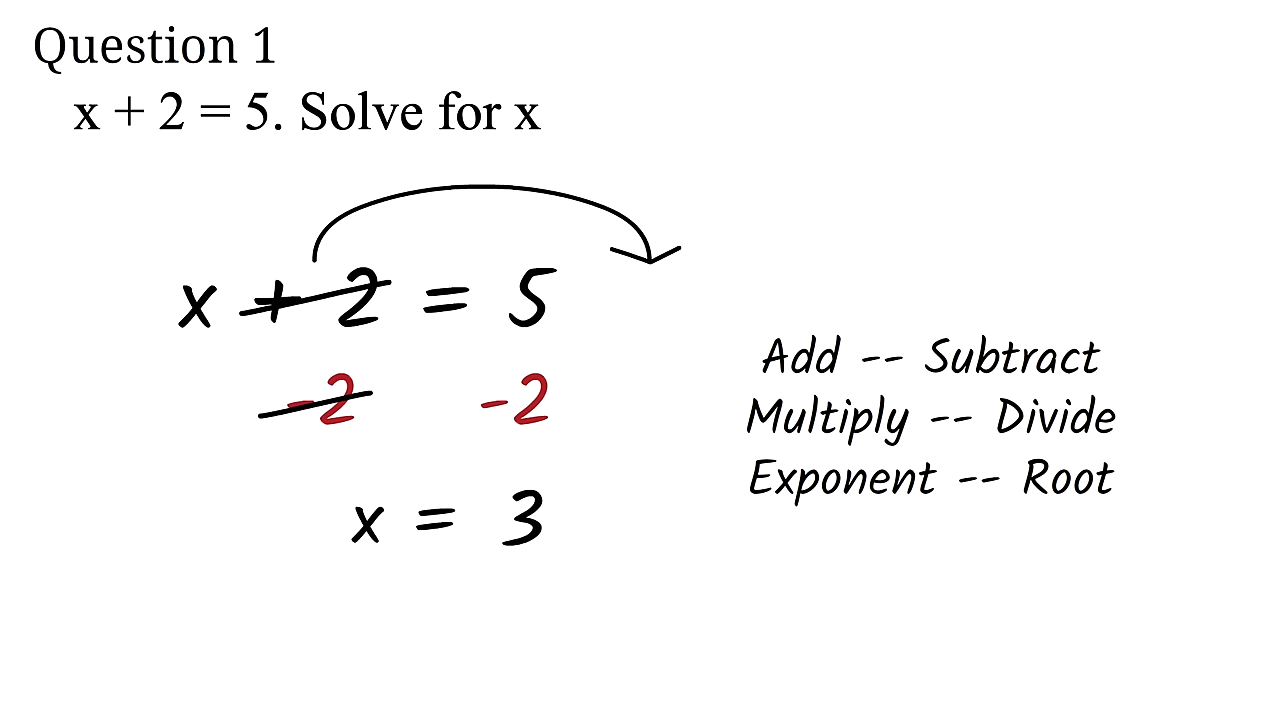 Question 1
x + 2 = 5. Solve for x
x + 2 = 5
-2 -2
x = 3
Add -- Subtract
Multiply -- Divide
Exponent -- Root